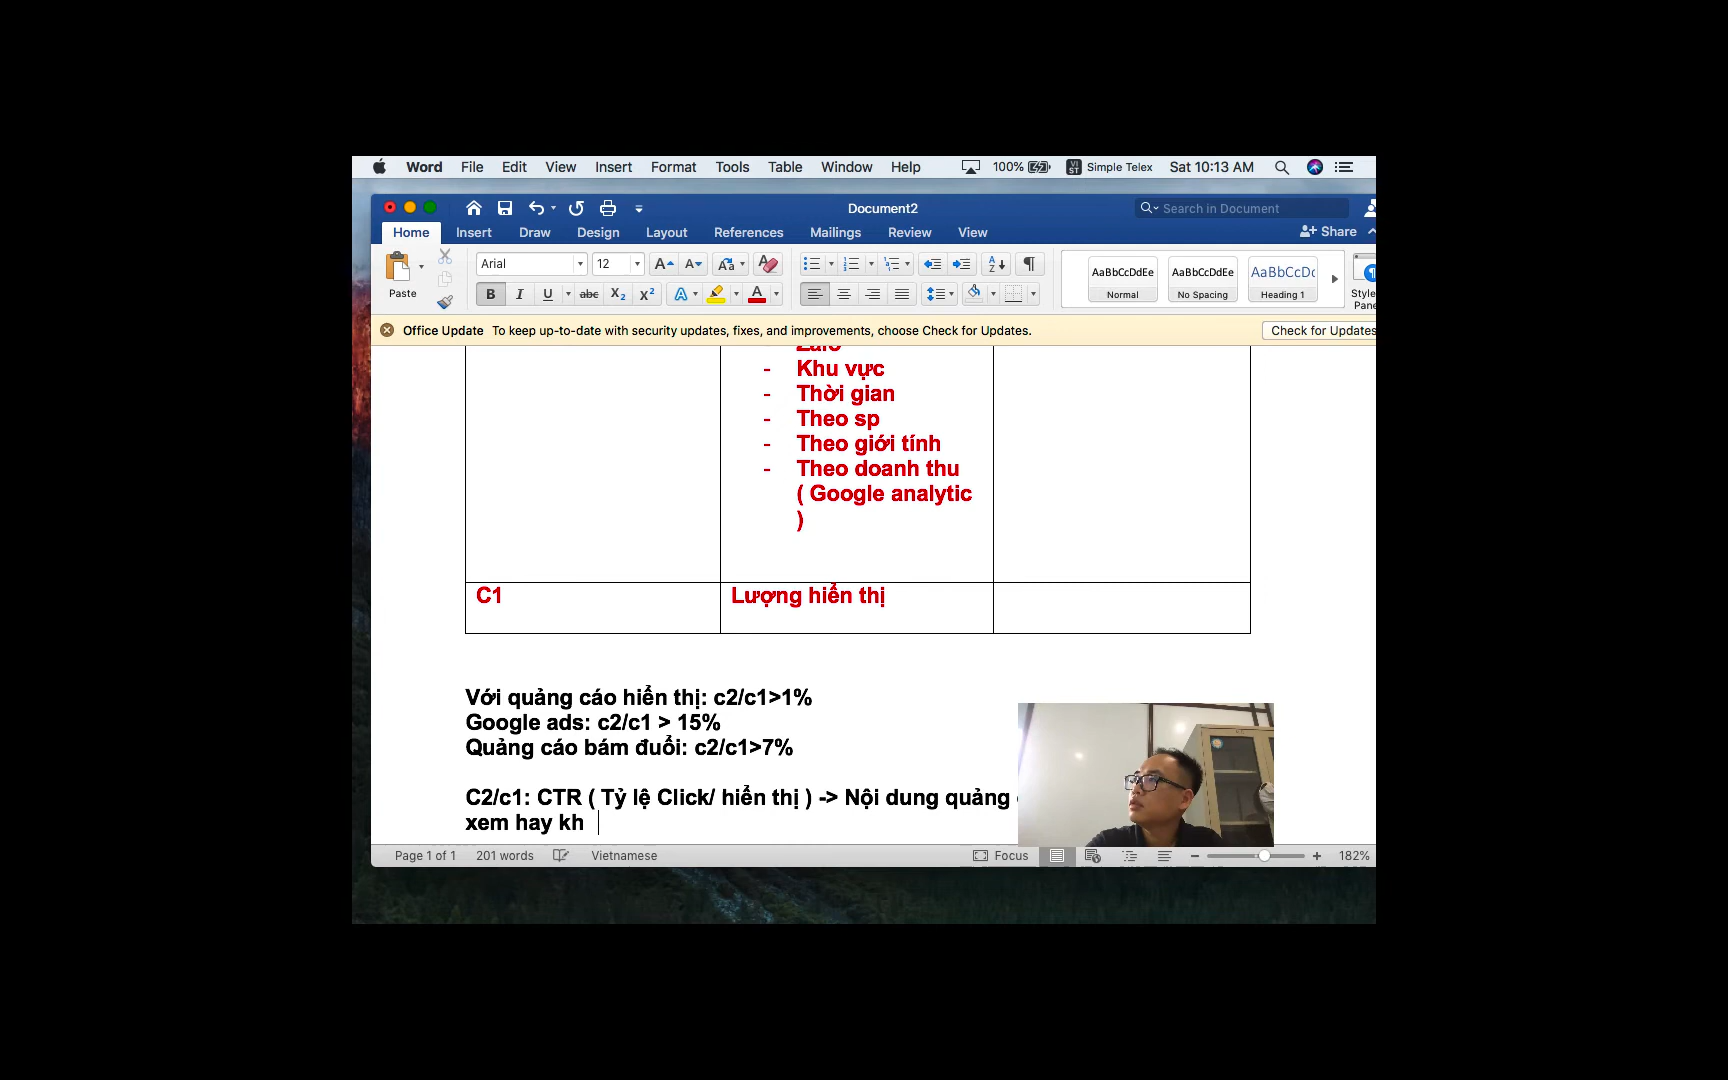 Word File Edit View Insert Format Tools Table Window Help 100% VI ST Simple Telex Sat 10:13 AM
Document2
Search in Document
Home Insert Draw Design Layout References Mailings Review View Share
Paste
Arial 12
AaBbCcDdEe AaBbCcDdEe AaBbCcDc
Normal No Spacing Heading 1
Styles
Pane
Office Update To keep up-to-date with security updates, fixes, and improvements, choose Check for Updates. Check for Updates
Zalo
- Khu vực
- Thời gian
- Theo sp
- Theo giới tính
- Theo doanh thu
( Google analytic
)
C1 Lượng hiển thị
Với quảng cáo hiển thị: c2/c1>1%
Google ads: c2/c1 > 15%
Quảng cáo bám đuổi: c2/c1>7%
C2/c1: CTR ( Tỷ lệ Click/ hiển thị ) -> Nội dung quảng
xem hay kh
Page 1 of 1 201 words Vietnamese Focus 182%